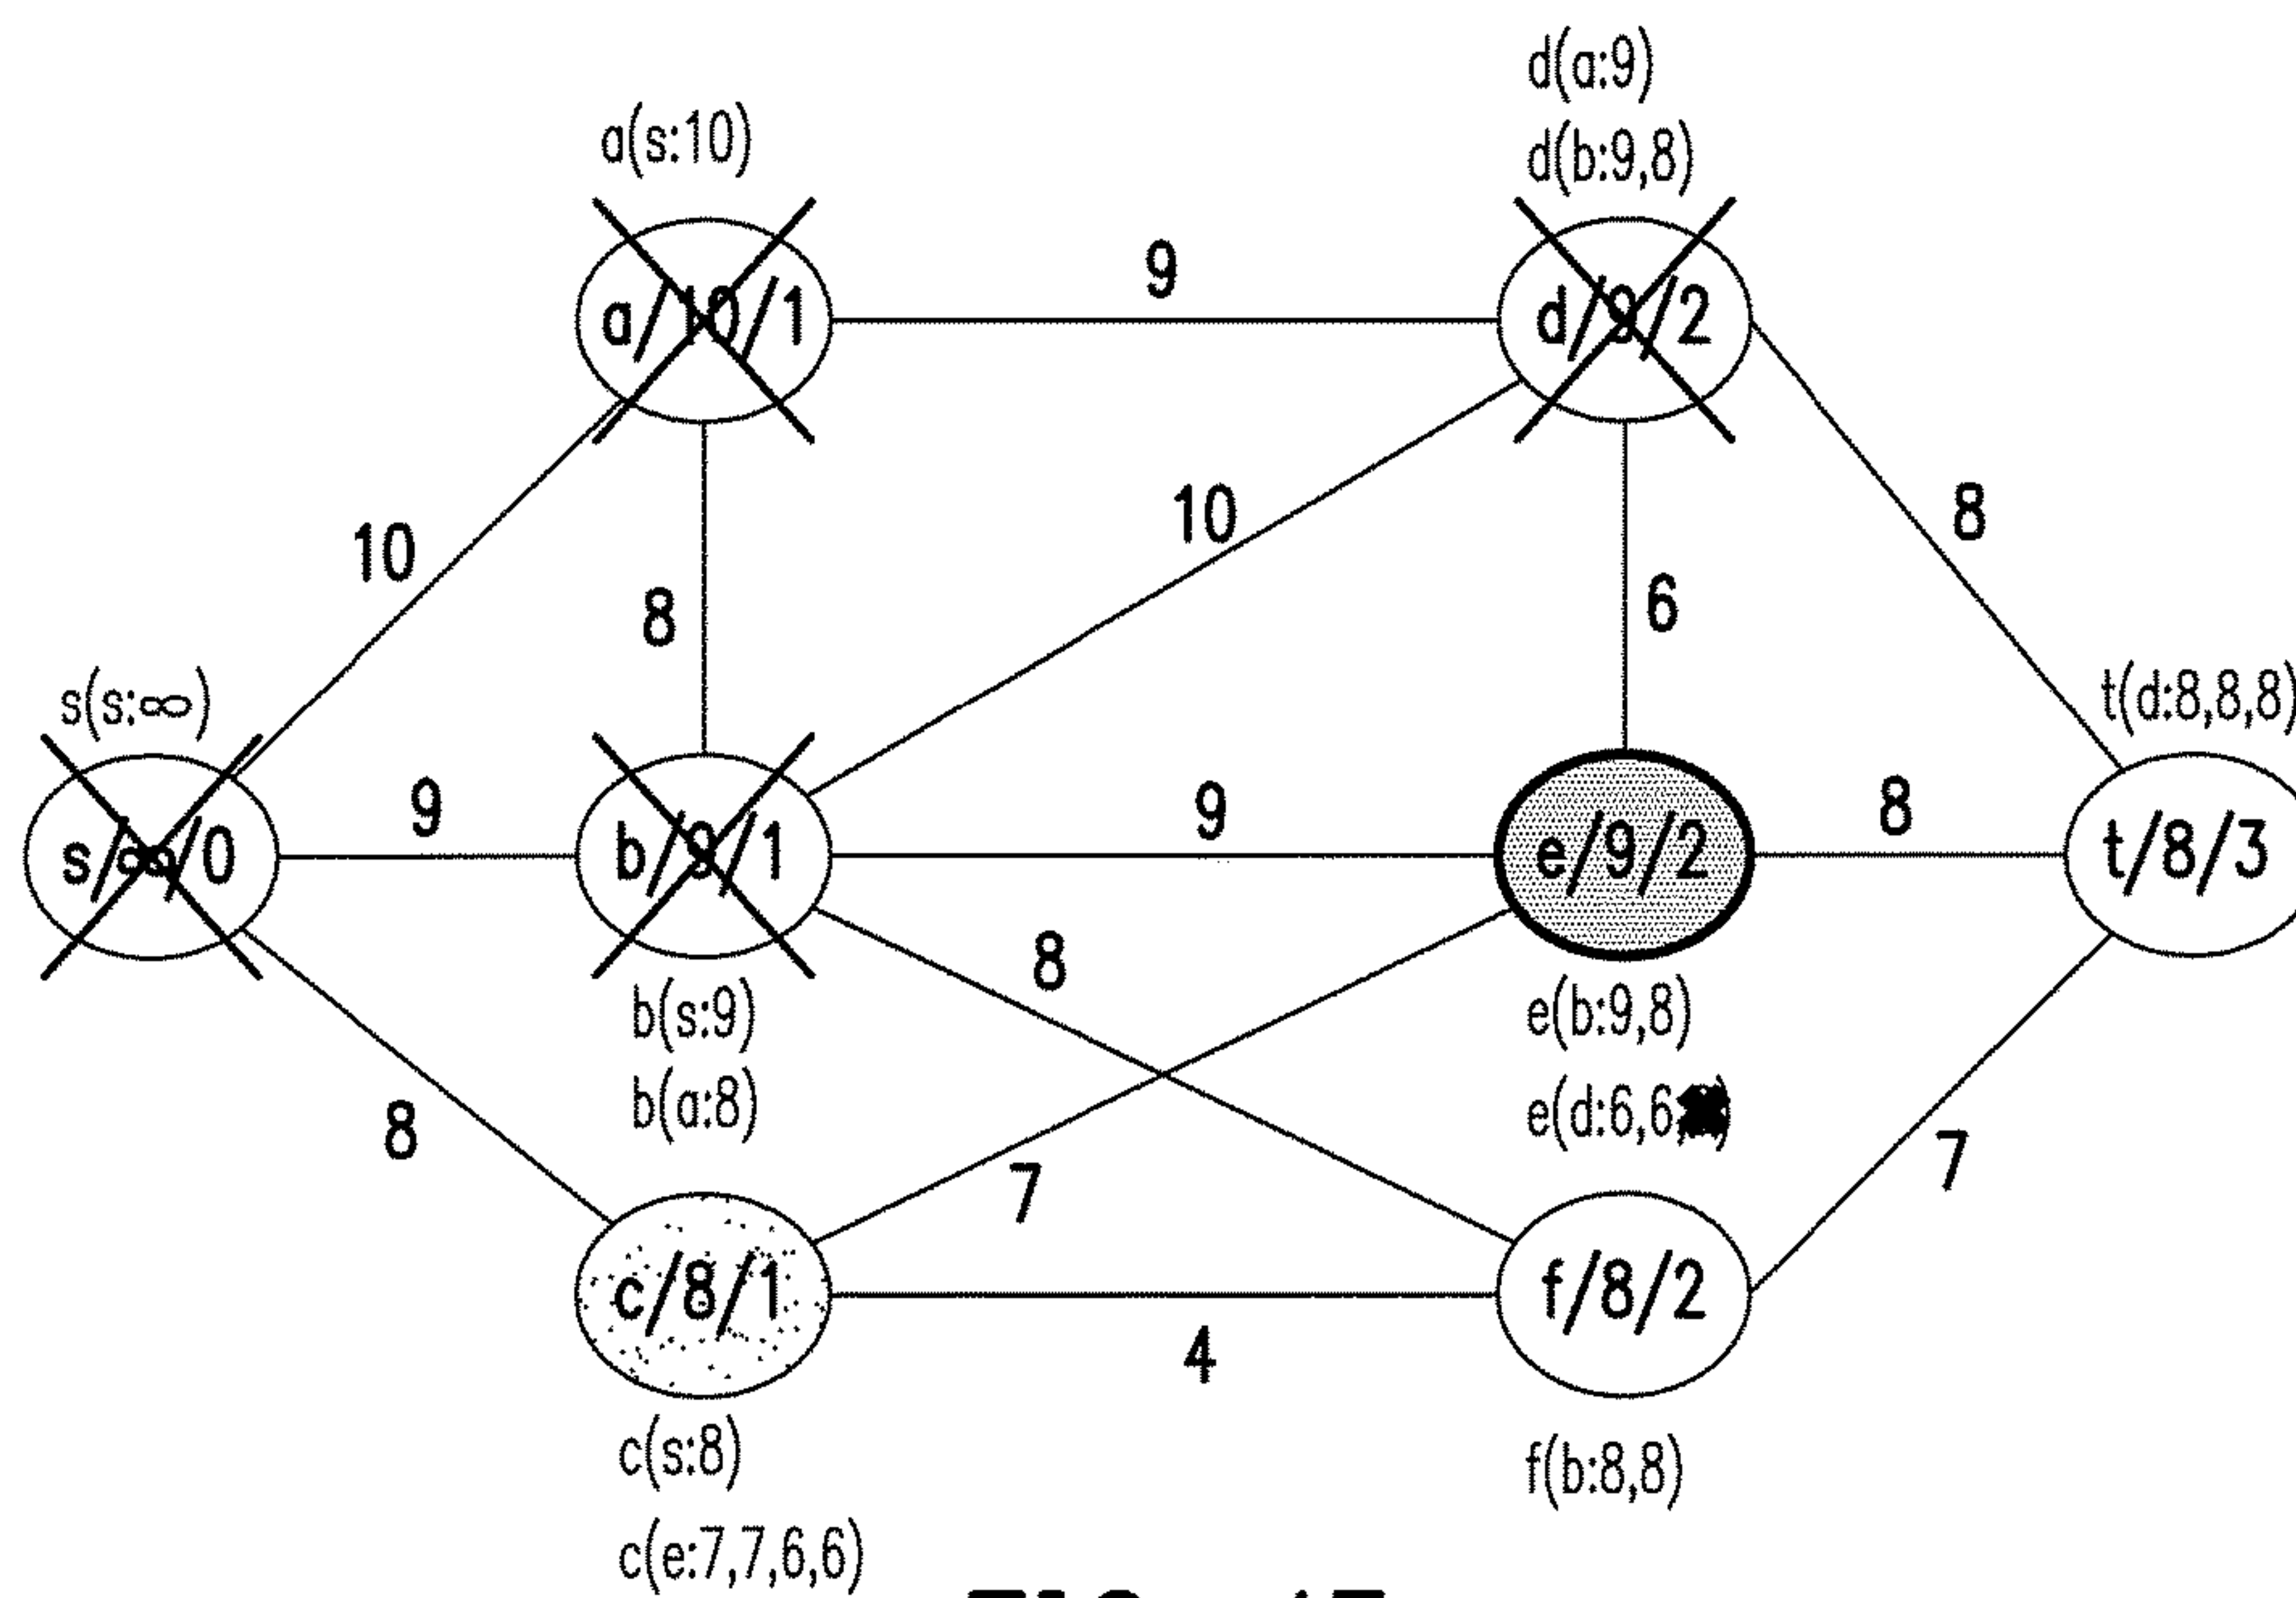 d(a:9)
d(b:9,8)
a(s:10)
a/10/1
9
d/9/2
10
10
8
8
6
s(s:∞)
t(d:8,8,8)
s/∞/0
9
b/9/1
9
e/9/2
8
t/8/3
b(s:9)
b(a:8)
8
e(b:9,8)
e(d:6,6,
8
7
7
c/8/1
4
f/8/2
c(s:8)
c(e:7,7,6,6)
f(b:8,8)